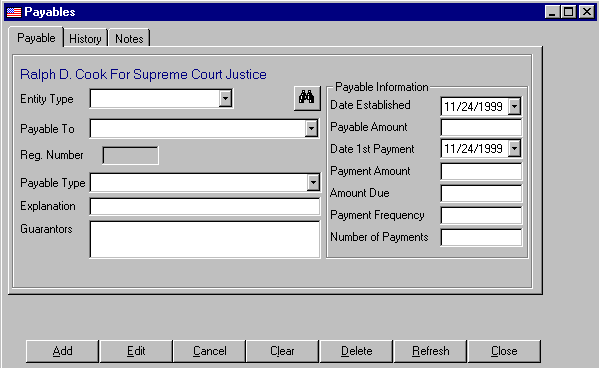 Payables
Payable History Notes
Ralph D. Cook For Supreme Court Justice
Entity Type
Payable To
Reg. Number
Payable Type
Explanation
Guarantors
Payable Information
Date Established 11/24/1999
Payable Amount
Date 1st Payment 11/24/1999
Payment Amount
Amount Due
Payment Frequency
Number of Payments
Add Edit Cancel Clear Delete Refresh Close